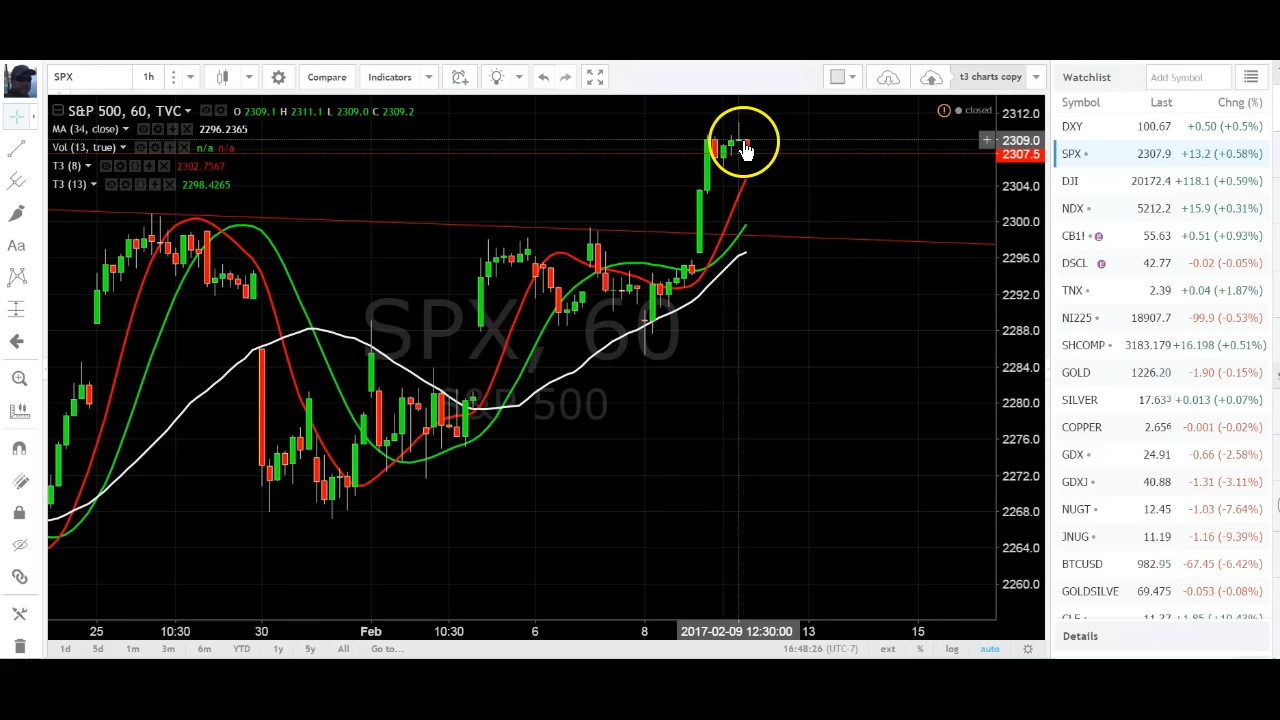 SPX 1h Compare Indicators t3 charts copy
S&P 500, 60, TVC O 2309.1 H 2311.1 L 2309.0 C 2309.2
MA (34, close) 2296.2365
Vol (13, true) n/a n/a
T3 (8) 2302.7567
T3 (13) 2298.4265
closed
SPX, 60
S&P 500
2312.0
2309.0
2307.5
2304.0
2300.0
2296.0
2292.0
2288.0
2284.0
2280.0
2276.0
2272.0
2268.0
2264.0
2260.0
25 10:30 30 Feb 10:30 6 8 2017-02-09 12:30:00 13 15
1d 5d 1m 3m 6m YTD 1y 5y All Go to... 16:48:26 (UTC-7) ext % log auto
Watchlist Add Symbol
Symbol Last Chg (%)
DXY 100.67 +0.50 (+0.5%)
SPX 2307.9 +13.2 (+0.58%)
DJI 20172.4 +118.1 (+0.59%)
NDX 5212.2 +15.9 (+0.31%)
CB1! 55.63 +0.51 (+0.93%)
DSCL 42.77 -0.02 (-0.05%)
TNX 2.39 +0.04 (+1.87%)
NI225 18907.7 -99.9 (-0.53%)
SHCOMP 3183.179 +16.198 (+0.51%)
GOLD 1226.20 -1.90 (-0.15%)
SILVER 17.634 +0.013 (+0.07%)
COPPER 2.656 -0.001 (-0.02%)
GDX 24.91 -0.66 (-2.58%)
GDXJ 40.88 -1.31 (-3.11%)
NUGT 12.45 -1.03 (-7.64%)
JNUG 11.19 -1.16 (-9.39%)
BTCUSD 982.95 -67.45 (-6.42%)
GOLDSILVE 69.475 -0.053 (-0.08%)
Details